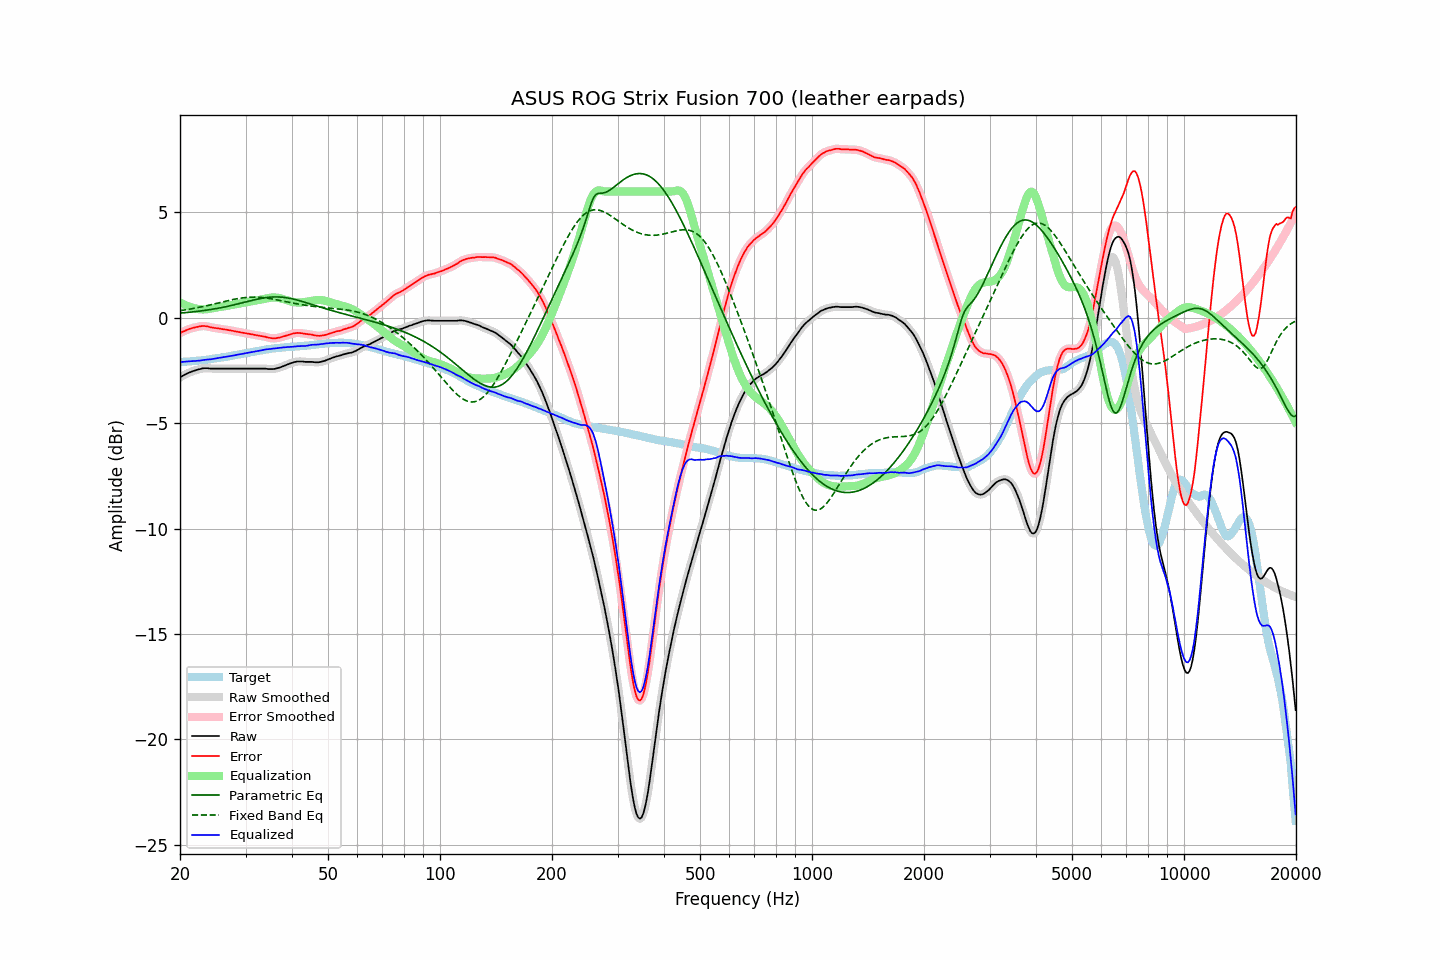 ASUS ROG Strix Fusion 700 (leather earpads)
Amplitude (dBr)
5
0
−5
−10
−15
−20
−25
Target
Raw Smoothed
Error Smoothed
Raw
Error
Equalization
Parametric Eq
Fixed Band Eq
Equalized
20 50 100 200 500 1000 2000 5000 10000 20000
Frequency (Hz)